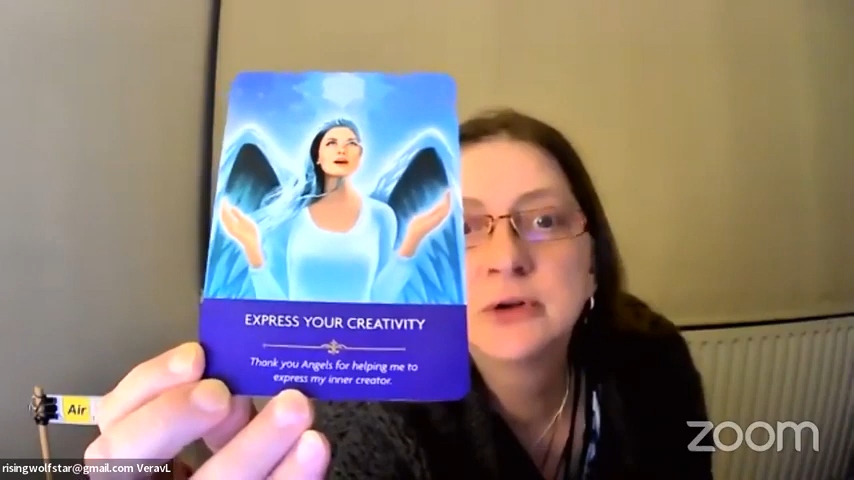 EXPRESS YOUR CREATIVITY
Thank you Angels for helping me to
express my inner creator.
Air
zoom
risingwolfstar@gmail.com VeravL